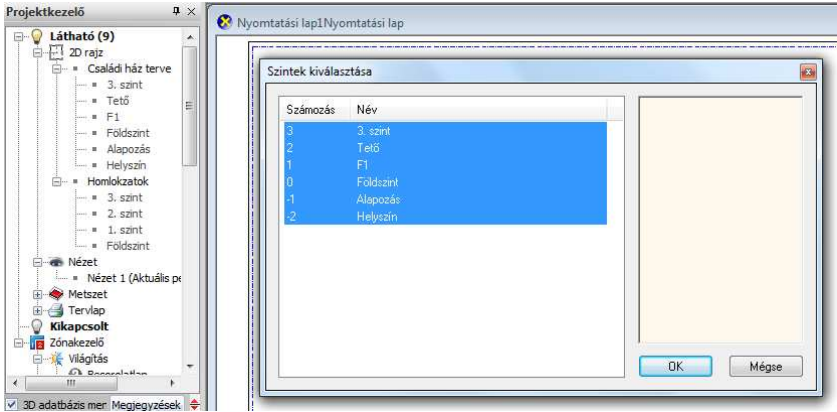 Projektkezelő
Látható (9)
2D rajz
Családi ház terve
3. szint
Tető
F1
Földszint
Alapozás
Helyszín
Homlokzatok
3. szint
2. szint
1. szint
Földszint
Nézet
Nézet 1 (Aktuális pe
Metszet
Tervlap
Kikapcsolt
Zónakezelő
Világítás
3D adatbázis mer Megjegyzések
Nyomtatási lap1Nyomtatási lap
Szintek kiválasztása
Számozás Név
3 3. szint
2 Tető
1 F1
0 Földszint
-1 Alapozás
-2 Helyszín
OK Mégse